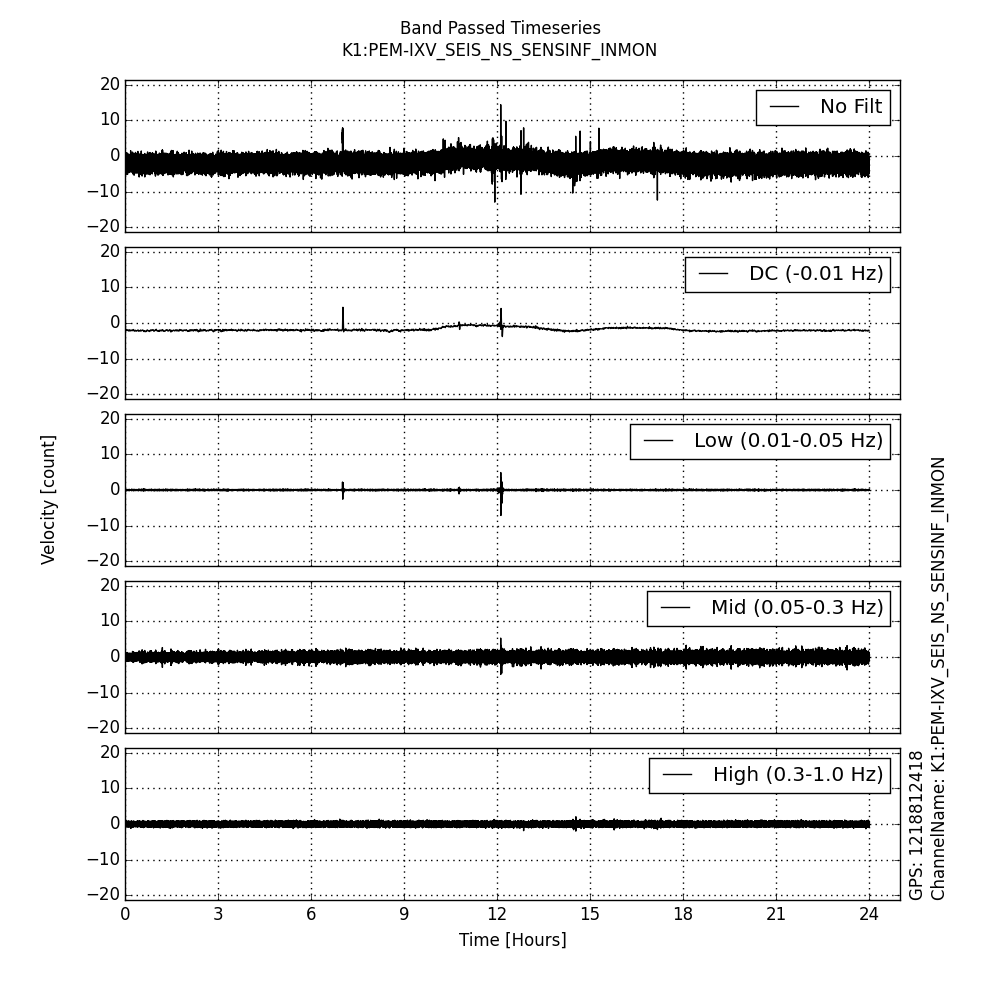 Band Passed Timeseries
K1:PEM-IXV_SEIS_NS_SENSINF_INMON
20
10
0
−10
−20
No Filt
20
10
0
−10
−20
DC (-0.01 Hz)
20
10
0
−10
−20
Low (0.01-0.05 Hz)
20
10
0
−10
−20
Mid (0.05-0.3 Hz)
20
10
0
−10
−20
High (0.3-1.0 Hz)
0 3 6 9 12 15 18 21 24
Time [Hours]
Velocity [count]
GPS: 1218812418
ChannelName: K1:PEM-IXV_SEIS_NS_SENSINF_INMON